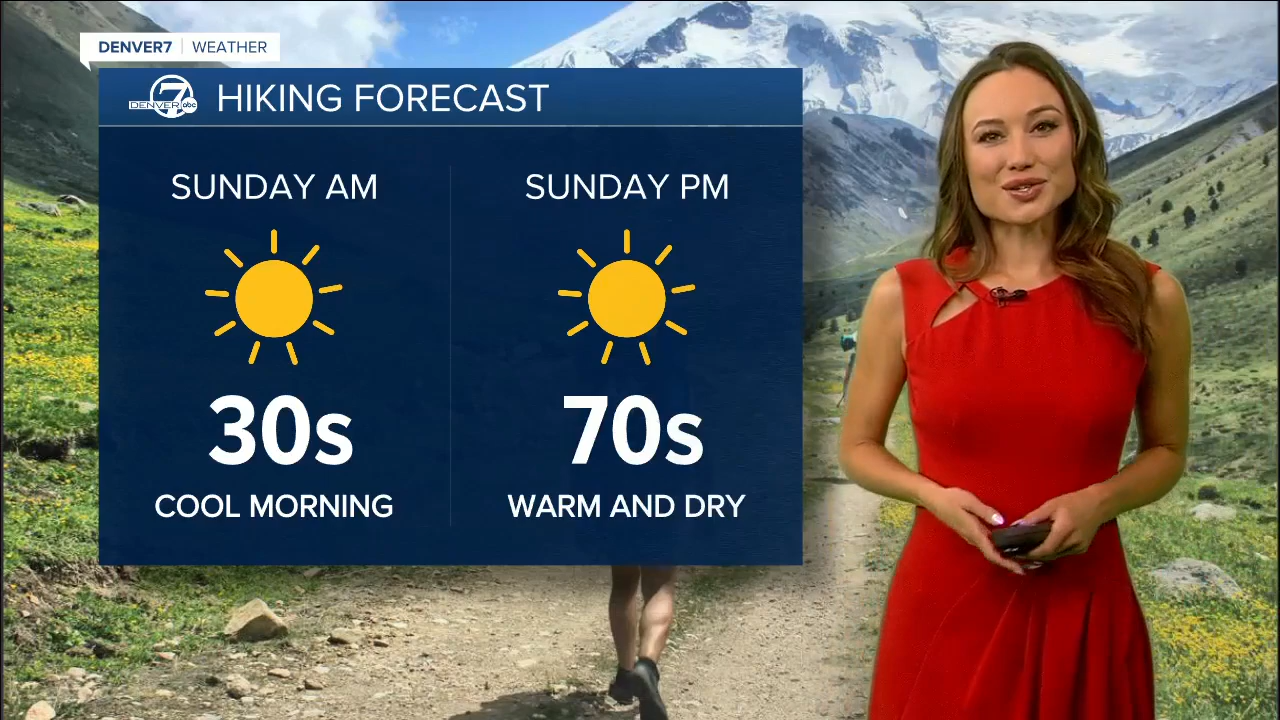 DENVER7 | WEATHER
7
DENVER abc
HIKING FORECAST
SUNDAY AM
SUNDAY PM
30s
70s
COOL MORNING
WARM AND DRY